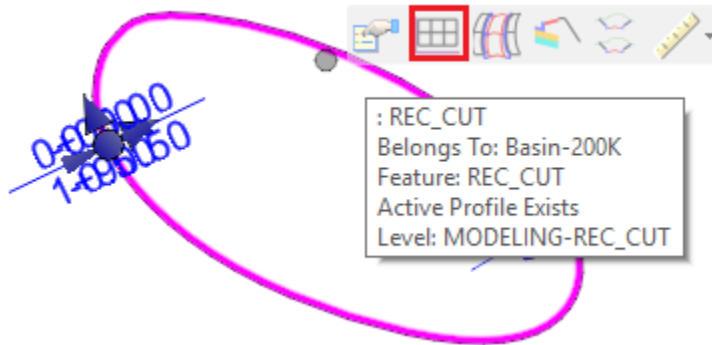 : REC_CUT
Belongs To: Basin-200K
Feature: REC_CUT
Active Profile Exists
Level: MODELING-REC_CUT